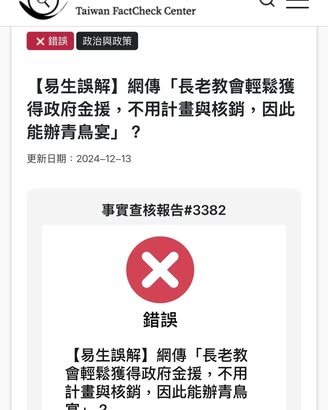 Taiwan FactCheck Center
錯誤 政治與政策
【易生誤解】網傳「長老教會輕鬆獲
得政府金援，不用計畫與核銷，因此
能辦青鳥宴」？
更新日期：2024–12–13
事實查核報告#3382
錯誤
【易生誤解】網傳「長老教
會輕鬆獲得政府金援，不用
計畫與核銷，因此能辦青鳥
宴」？